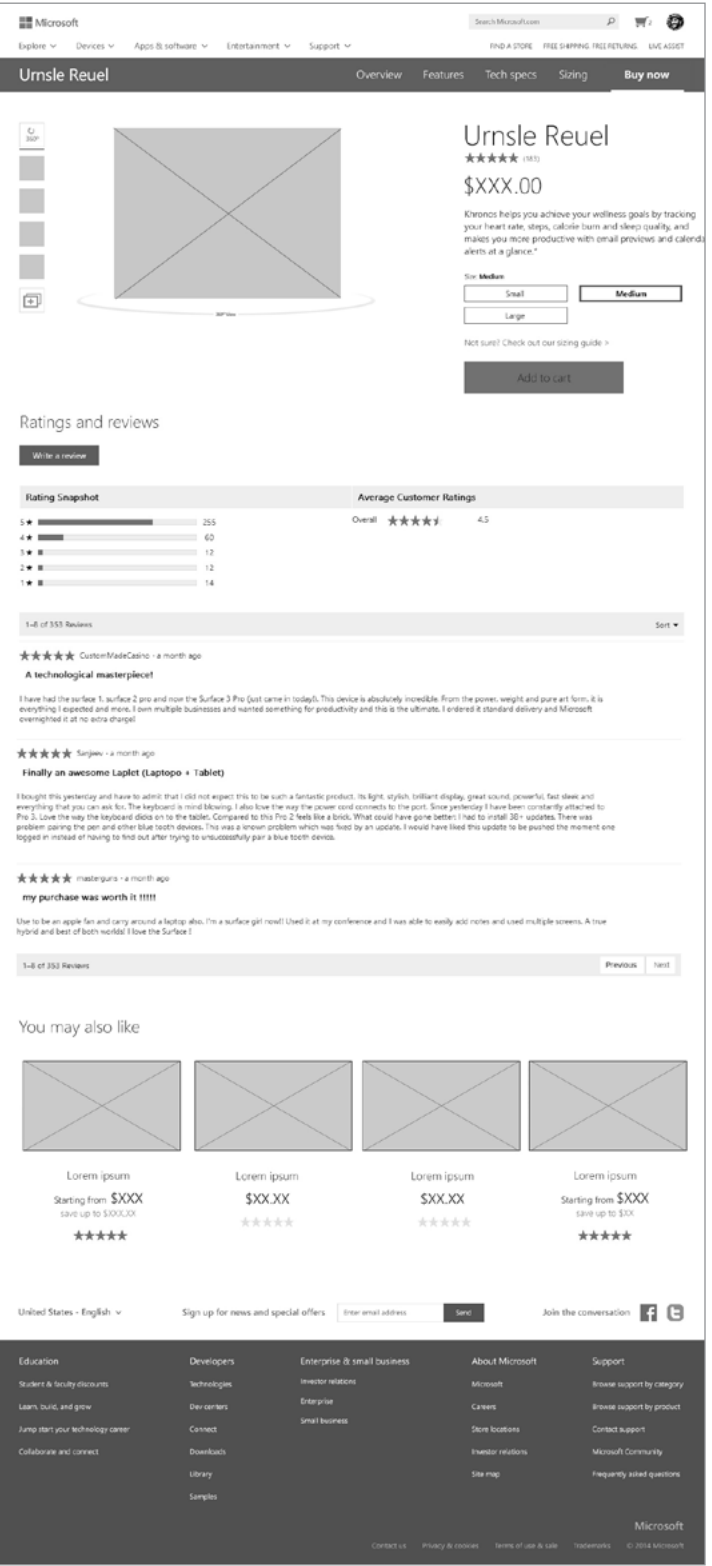 Microsoft
Search Microsoft.com
2
Explore
Devices
Apps & software
Entertainment
Support
FIND A STORE
FREE SHIPPING. FREE RETURNS.
LIVE ASSIST
Urnsle Reuel
Overview
Features
Tech specs
Sizing
Buy now
360°
Urnsle Reuel
★★★★★ (183)
$XXX.00
Khronos helps you achieve your wellness goals by tracking
your heart rate, steps, calorie burn and sleep quality, and
makes you more productive with email previews and calenda
alerts at a glance.*
Size: Medium
Small
Medium
Large
360° View
Not sure? Check out our sizing guide >
Add to cart
Ratings and reviews
Write a review
Rating Snapshot
Average Customer Ratings
5★ 255
Overall 4.5
4★ 60
3★ 12
2★ 12
1★ 14
1–8 of 353 Reviews
Sort
★★★★★ CustomMadeCasino - a month ago
A technological masterpiece!
I have had the surface 1, surface 2 pro and now the Surface 3 Pro (just came in today!). This device is absolutely incredible. From the power, weight and pure art form, it is
everything I expected and more. I own multiple businesses and wanted something for productivity and this is the ultimate. I ordered it standard delivery and Microsoft
overnighted it at no extra charge!
★★★★★ Sanjeev - a month ago
Finally an awesome Laplet (Laptopo + Tablet)
I bought this yesterday and have to admit that I did not expect this to be such a fantastic product. Its light, stylish, brilliant display, great sound, powerful, fast sleek and
everything that you can ask for. The keyboard is mind blowing. I also love the way the power cord connects to the port. Since yesterday I have been constantly attached to
Pro 3. Love the way the keyboard clicks on to the tablet. Compared to this Pro 2 feels like a brick. What could have gone better: I had to install 38+ updates. There was
problem pairing the pen and other blue tooth devices. This was a known problem which was fixed by an update. I would have liked this update to be pushed the moment one
logged in instead of having to find out after trying to unsuccessfully pair a blue tooth device.
★★★★★ masterguns - a month ago
my purchase was worth it !!!!!
Use to be an apple fan and carry around a laptop also. I'm a surface girl now!! Used it at my conference and I was able to easily add notes and used multiple screens. A true
hybrid and best of both worlds! I love the Surface !
1–8 of 353 Reviews
Previous
Next
You may also like
Lorem ipsum
Lorem ipsum
Lorem ipsum
Lorem ipsum
Starting from $XXX
$XX.XX
$XX.XX
Starting from $XXX
save up to $XXX.XX
save up to $XX
★★★★★
★★★★★
★★★★★
★★★★★
United States - English
Sign up for news and special offers
Enter email address
Send
Join the conversation
Education
Student & faculty discounts
Learn, build, and grow
Jump start your technology career
Collaborate and connect
Developers
Technologies
Dev centers
Connect
Downloads
Library
Samples
Enterprise & small business
Investor relations
Enterprise
Small business
About Microsoft
Microsoft
Careers
Store locations
Investor relations
Site map
Support
Browse support by category
Browse support by product
Contact support
Microsoft Community
Frequently asked questions
Microsoft
Contact us
Privacy & cookies
Terms of use & sale
Trademarks
© 2014 Microsoft